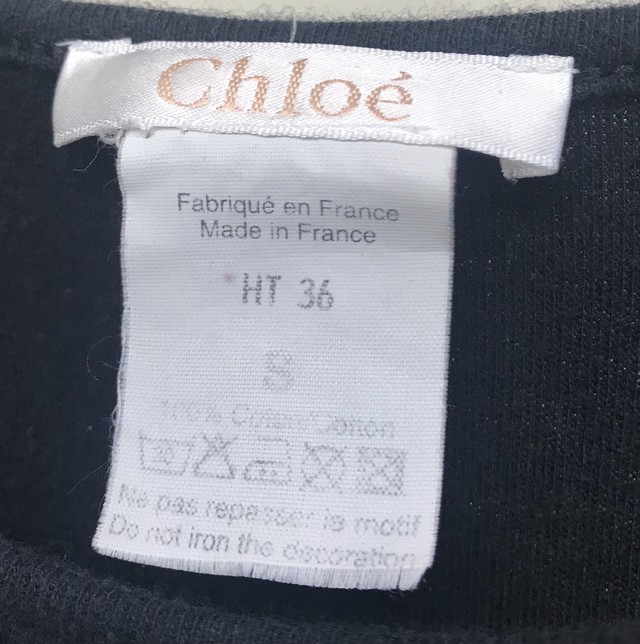 Chloé
Fabriqué en France
Made in France
HT 36
S
100% Coton/Cotton
30
Ne pas repasser le motif
Do not iron the decoration